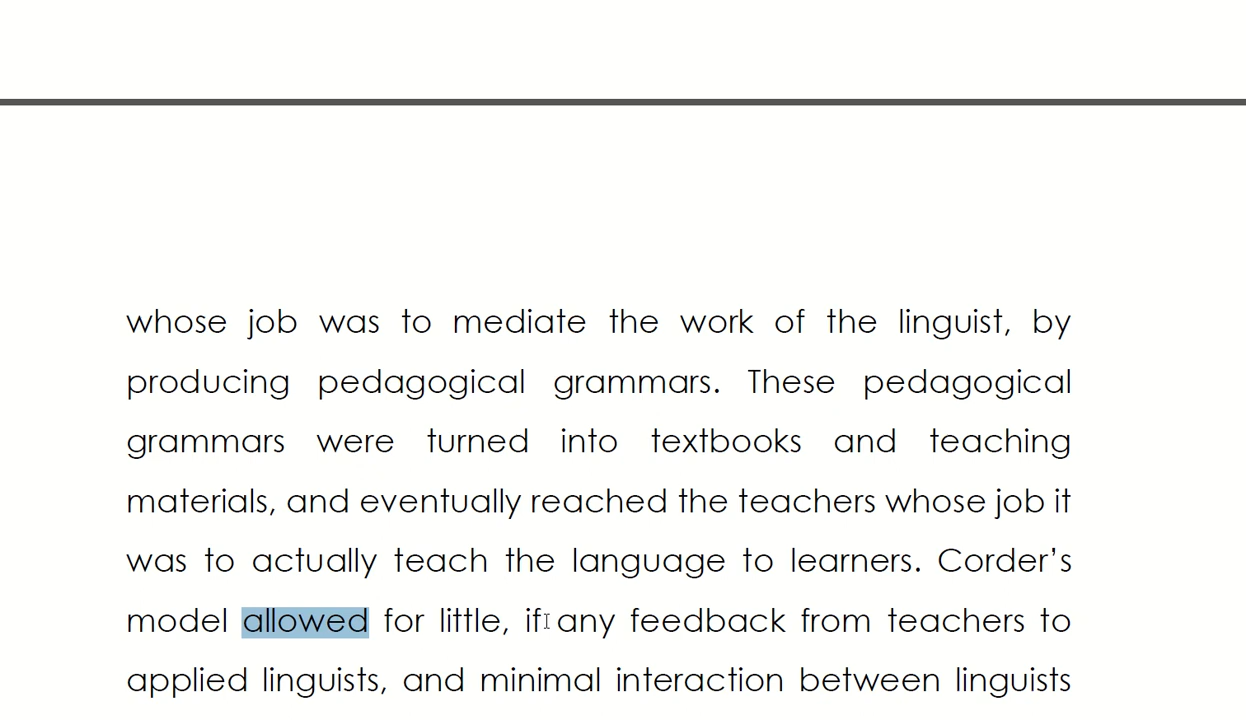 whose job was to mediate the work of the linguist, by
producing pedagogical grammars. These pedagogical
grammars were turned into textbooks and teaching
materials, and eventually reached the teachers whose job it
was to actually teach the language to learners. Corder’s
model allowed for little, if any feedback from teachers to
applied linguists, and minimal interaction between linguists